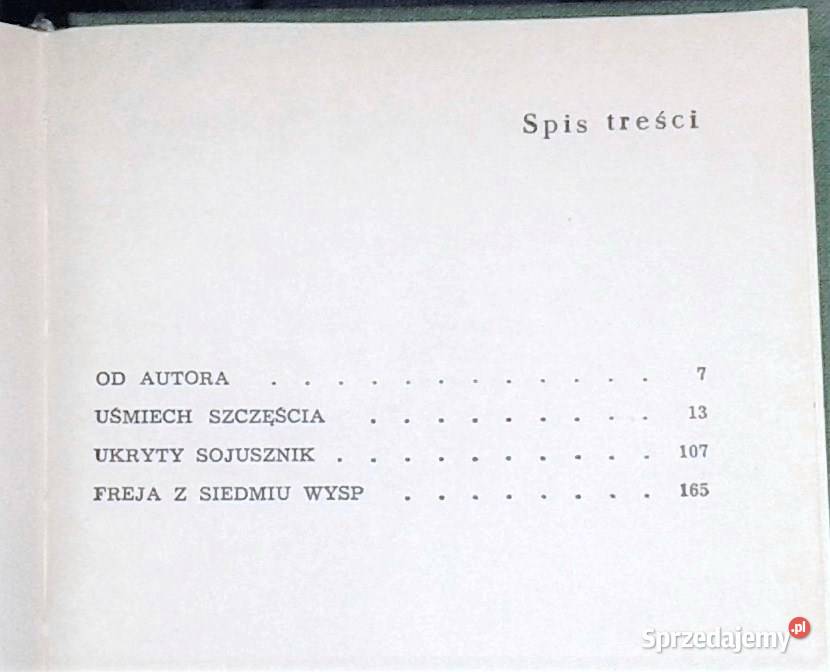 Spis treści
OD AUTORA . . . . . . . . . . . . 7
UŚMIECH SZCZĘŚCIA . . . . . . . . . 13
UKRYTY SOJUSZNIK . . . . . . . . . . 107
FREJA Z SIEDMIU WYSP . . . . . . . . 165
Sprzedajemy.pl